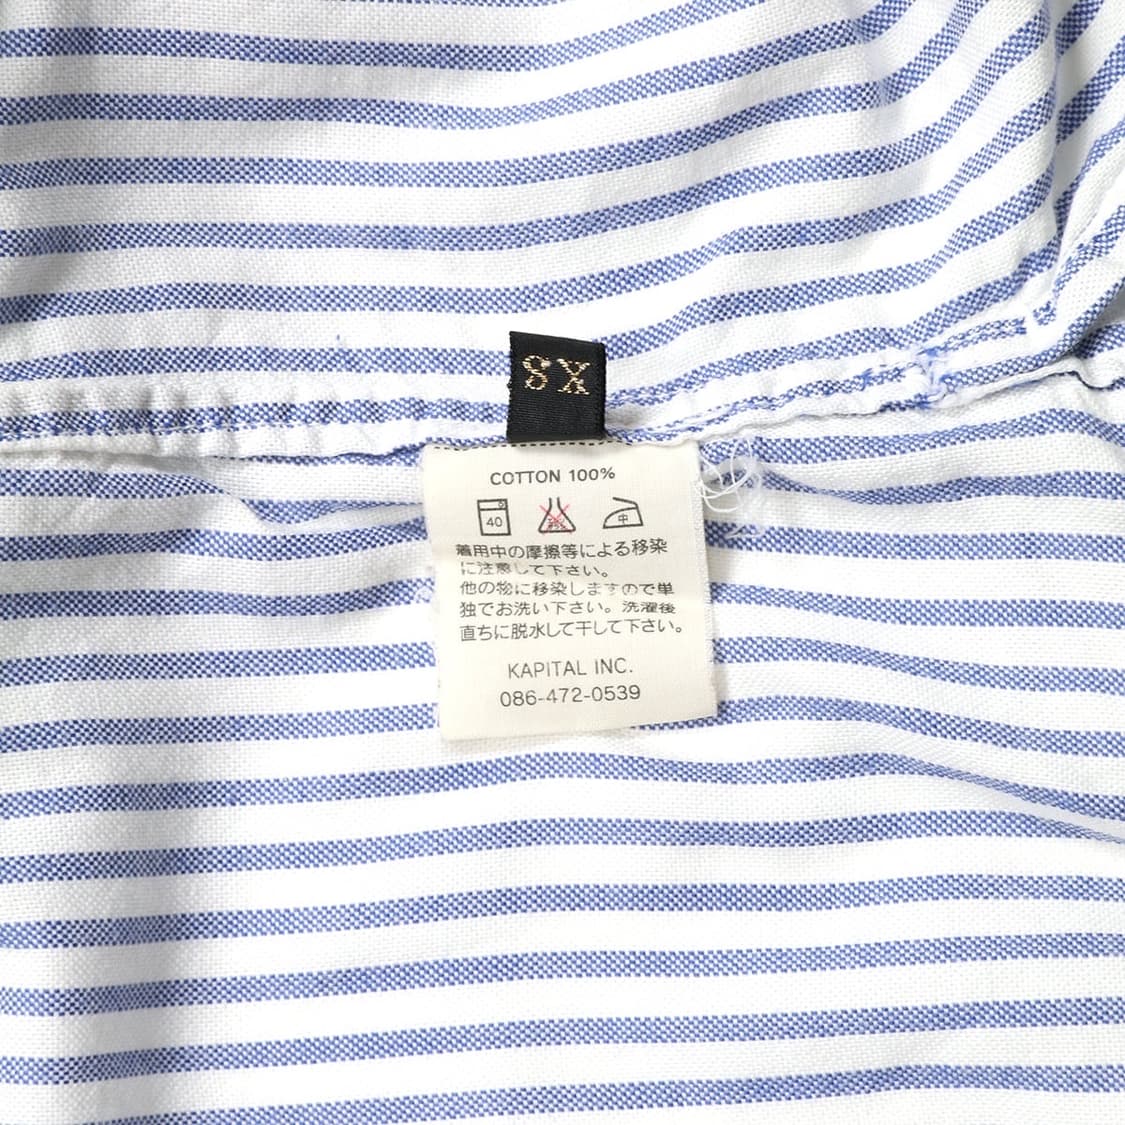 XS
COTTON 100%
40 中
着用中の摩擦等による移染
に注意して下さい。
他の物に移染しますので単
独でお洗い下さい。洗濯後
直ちに脱水して干して下さい。
KAPITAL INC.
086-472-0539